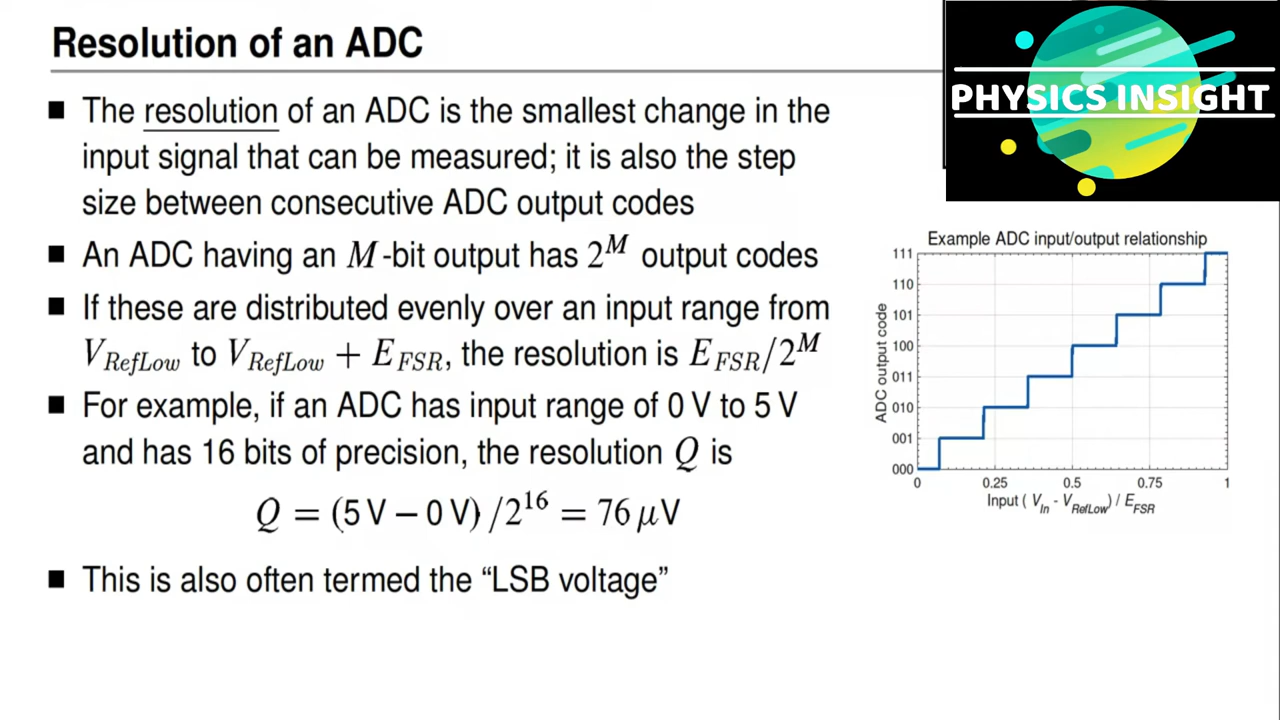 Resolution of an ADC
PHYSICS INSIGHT
■ The resolution of an ADC is the smallest change in the
input signal that can be measured; it is also the step
size between consecutive ADC output codes
■ An ADC having an M-bit output has 2^M output codes
■ If these are distributed evenly over an input range from
V_RefLow to V_RefLow + E_FSR, the resolution is E_FSR/2^M
■ For example, if an ADC has input range of 0 V to 5 V
and has 16 bits of precision, the resolution Q is
Q = (5 V – 0 V) /2^16 = 76 μV
■ This is also often termed the “LSB voltage”
Example ADC input/output relationship
ADC output code
111
110
101
100
011
010
001
000
0 0.25 0.5 0.75 1
Input ( V_In - V_RefLow) / E_FSR